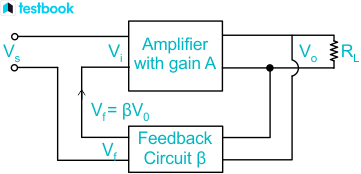 testbook
Amplifier
with gain A
Vs
Vi
Vo
RL
Vf = βV0
Vf
Feedback
Circuit β